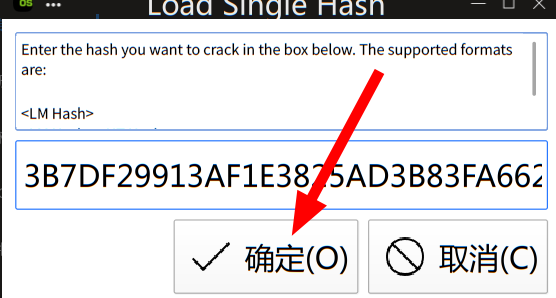 Load Single Hash
Enter the hash you want to crack in the box below. The supported formats
are:
<LM Hash>
3B7DF29913AF1E3825AD3B83FA662
确定(O)
取消(C)